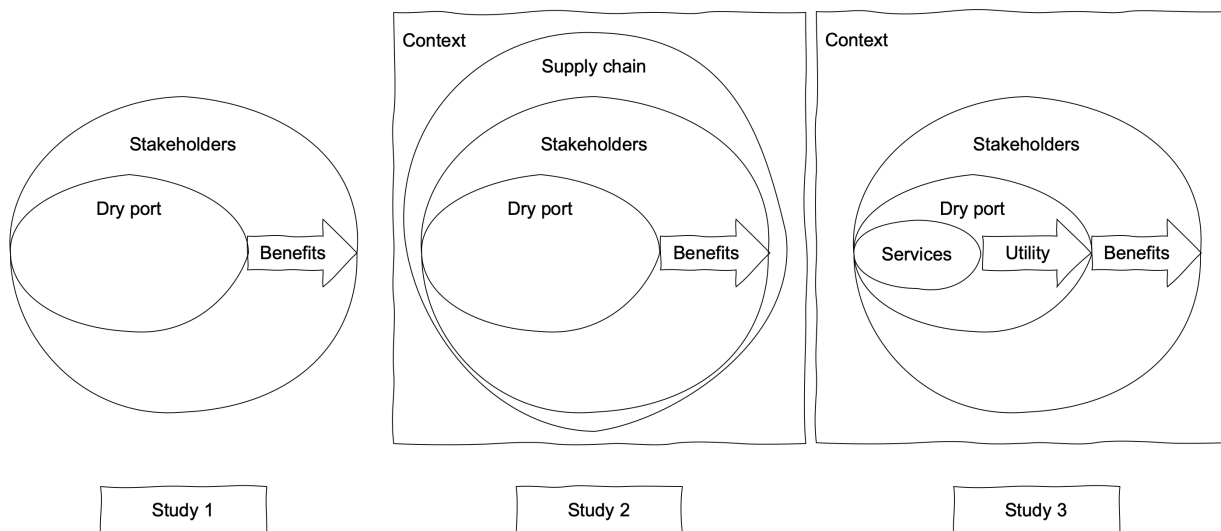 Stakeholders
Dry port
Benefits
Study 1
Context
Supply chain
Stakeholders
Dry port
Benefits
Study 2
Context
Stakeholders
Dry port
Services
Utility
Benefits
Study 3